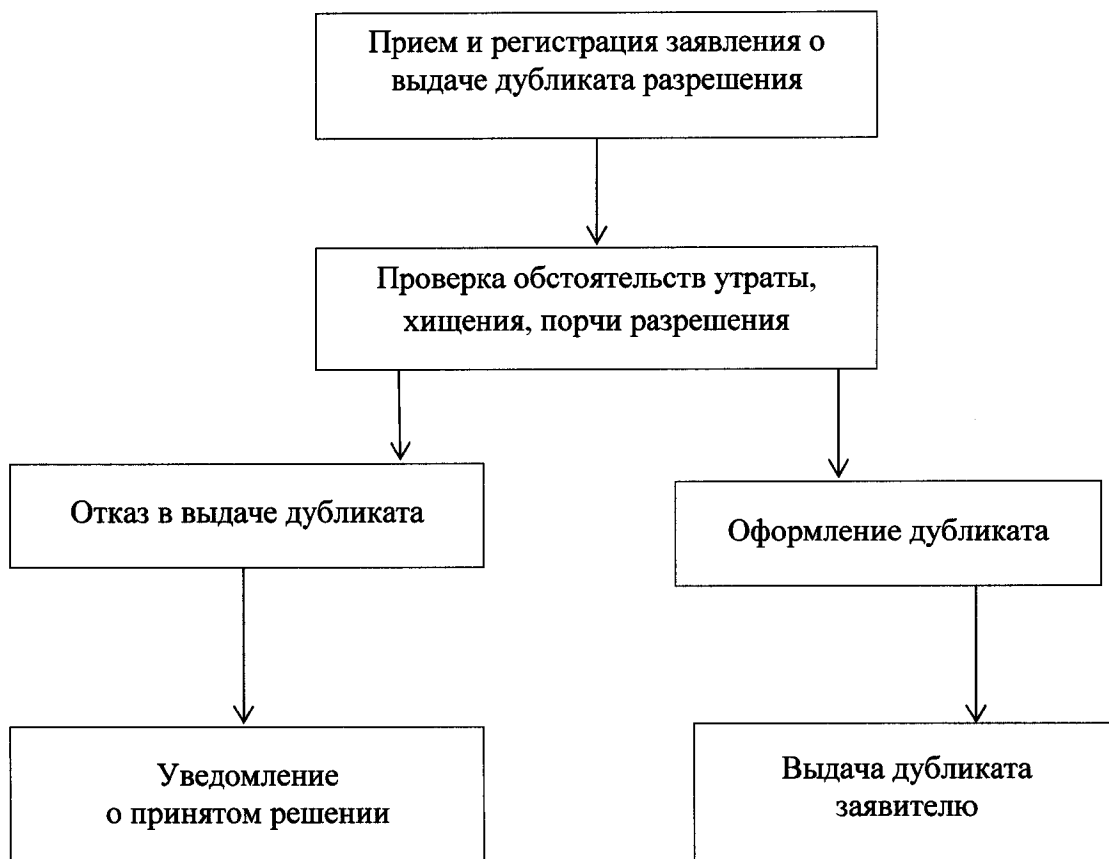 Прием и регистрация заявления о
выдаче дубликата разрешения
Проверка обстоятельств утраты,
хищения, порчи разрешения
Отказ в выдаче дубликата
Оформление дубликата
Уведомление
о принятом решении
Выдача дубликата
заявителю